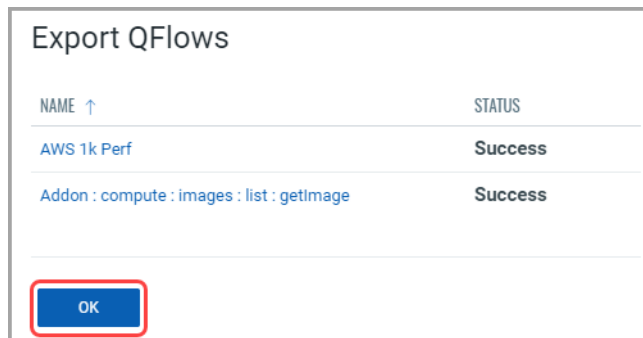 Export QFlows
NAME ↑ STATUS
AWS 1k Perf Success
Addon : compute : images : list : getImage Success
OK